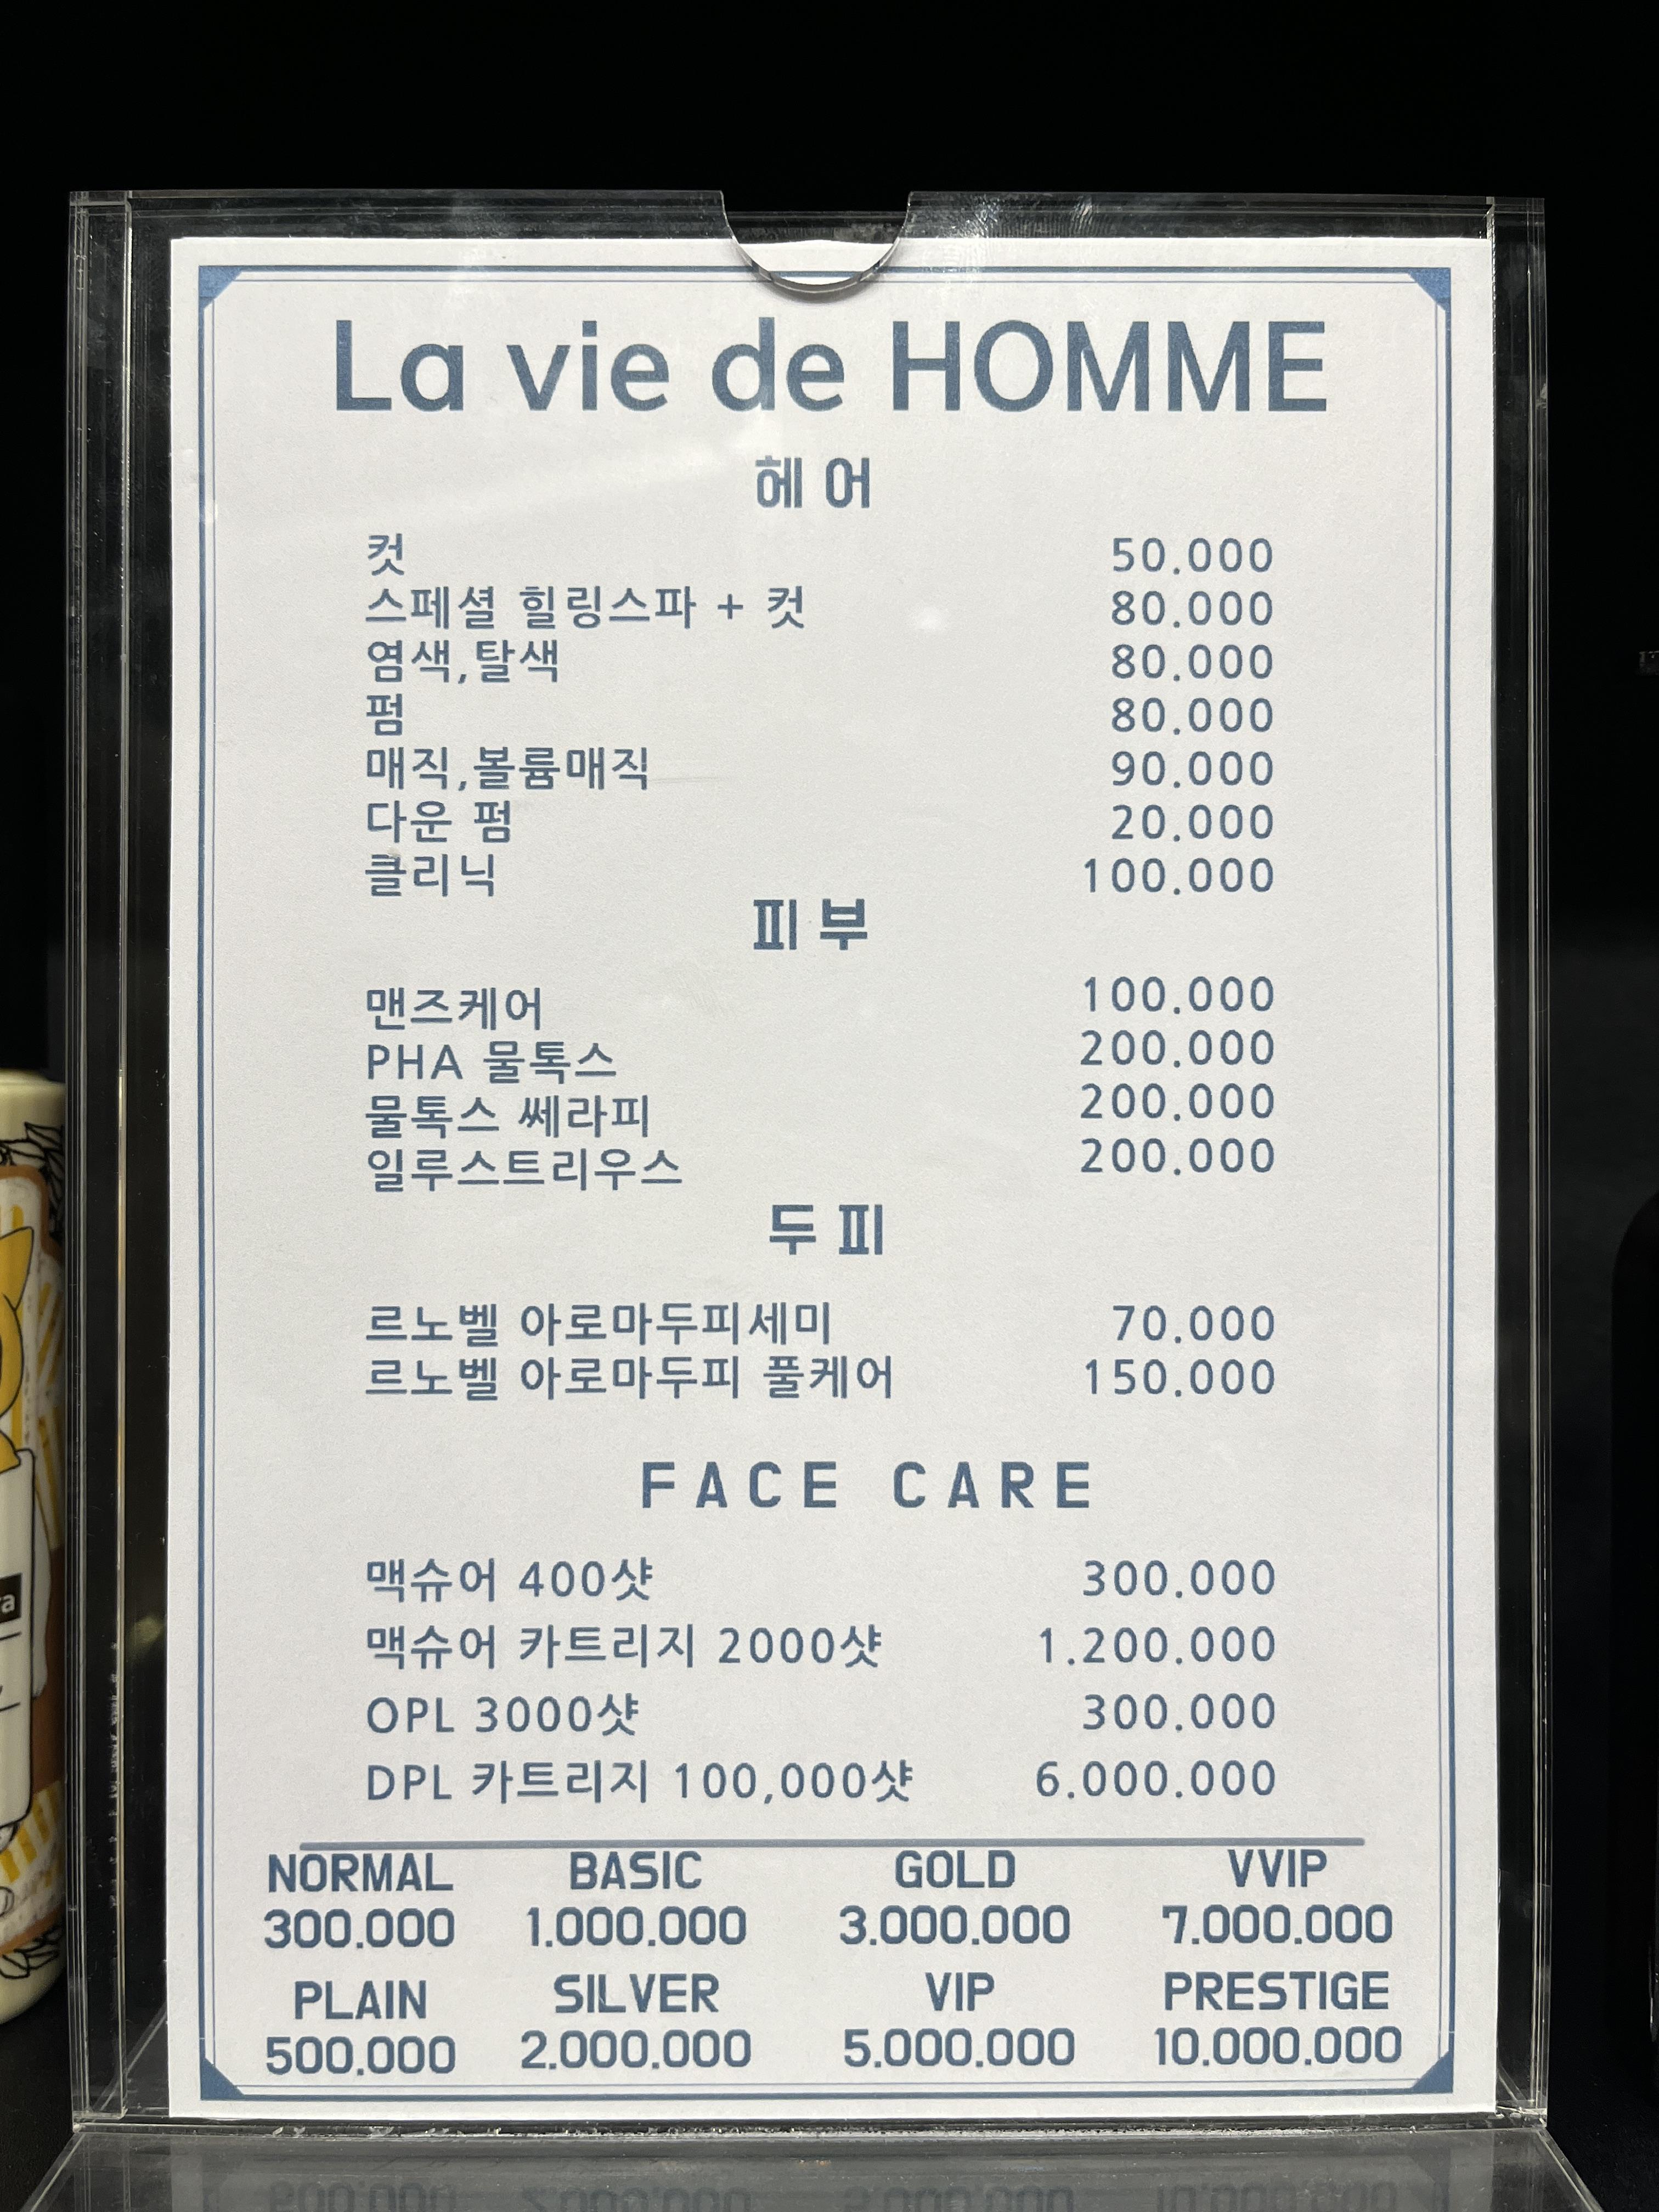 La vie de HOMME
헤어
컷 50.000
스페셜 힐링스파 + 컷 80.000
염색,탈색 80.000
펌 80.000
매직,볼륨매직 90.000
다운 펌 20.000
클리닉 100.000
피부
맨즈케어 100.000
PHA 물톡스 200.000
물톡스 쎄라피 200.000
일루스트리우스 200.000
두피
르노벨 아로마두피세미 70.000
르노벨 아로마두피 풀케어 150.000
FACE CARE
맥슈어 400샷 300.000
맥슈어 카트리지 2000샷 1.200.000
OPL 3000샷 300.000
DPL 카트리지 100,000샷 6.000.000
NORMAL BASIC GOLD VVIP
300.000 1.000.000 3.000.000 7.000.000
PLAIN SILVER VIP PRESTIGE
500.000 2.000.000 5.000.000 10.000.000